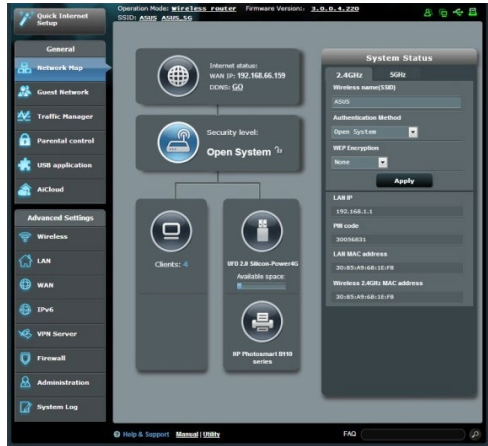 Quick Internet
Setup
Operation Mode: Wireless router Firmware Version: 3.0.0.4.220
SSID: ASUS ASUS_5G
General
Network Map
Guest Network
Traffic Manager
Parental control
USB application
AiCloud
Advanced Settings
Wireless
LAN
WAN
IPv6
VPN Server
Firewall
Administration
System Log
Internet status:
WAN IP: 192.168.66.159
DDNS: GO
Security level:
Open System
Clients: 4
UFD 2.0 Silicon-Power4G
Available space:
HP Photosmart B110
series
System Status
2.4GHz 5GHz
Wireless name(SSID)
ASUS
Authentication Method
Open System
WEP Encryption
None
Apply
LAN IP
192.168.1.1
PIN code
30056831
LAN MAC address
30:85:A9:68:1E:F8
Wireless 2.4GHz MAC address
30:85:A9:68:1E:F8
Help & Support Manual | Utility
FAQ